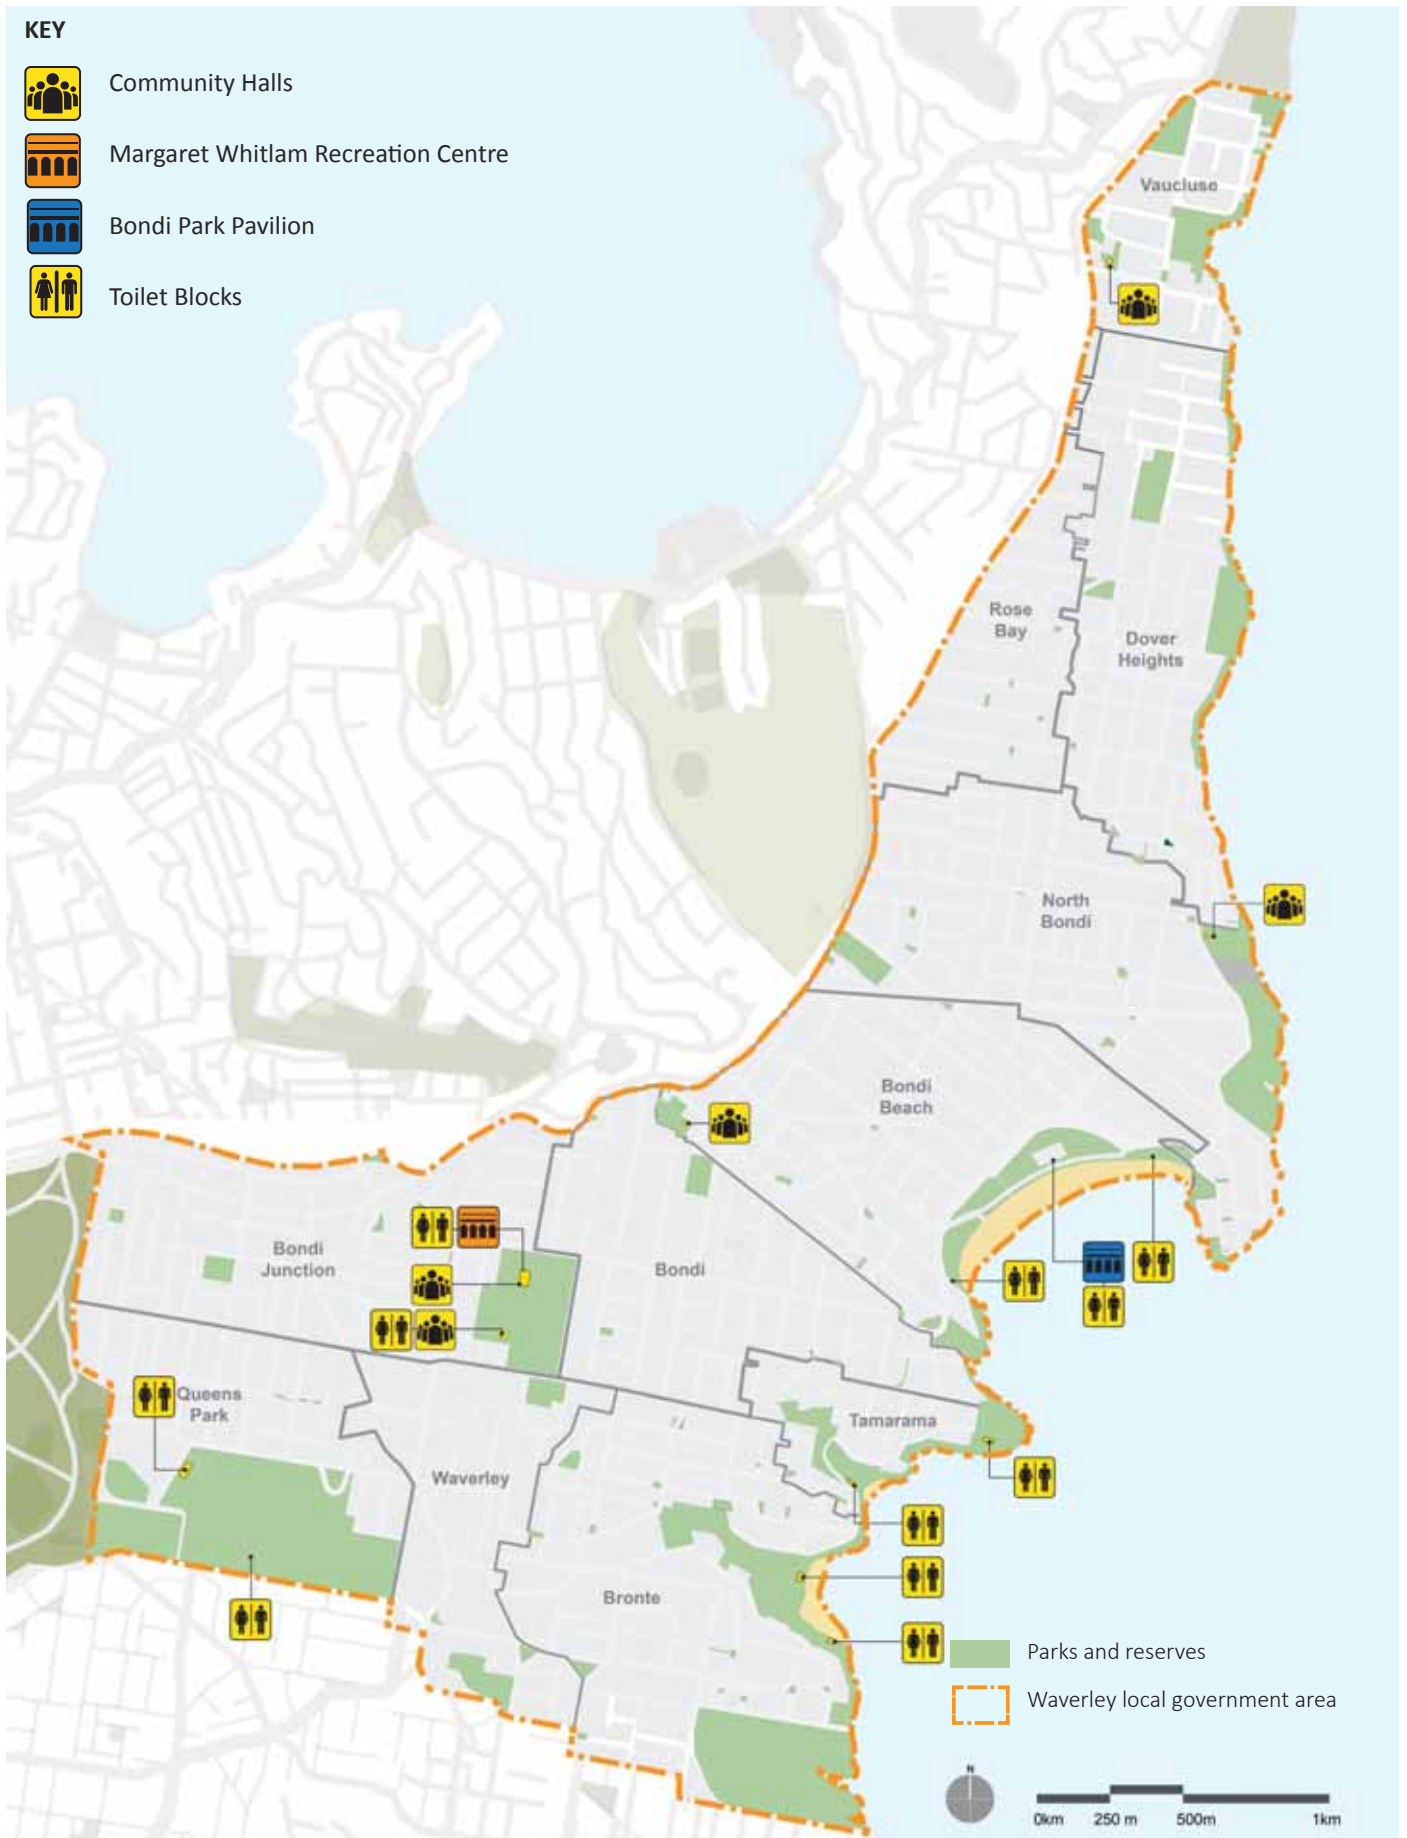 KEY
Community Halls
Margaret Whitlam Recreation Centre
Bondi Park Pavilion
Toilet Blocks
Vaucluse
Rose
Bay
Dover
Heights
North
Bondi
Bondi
Beach
Bondi
Junction
Bondi
Queens
Park
Tamarama
Waverley
Bronte
Parks and reserves
Waverley local government area
N
0km
250 m
500m
1km